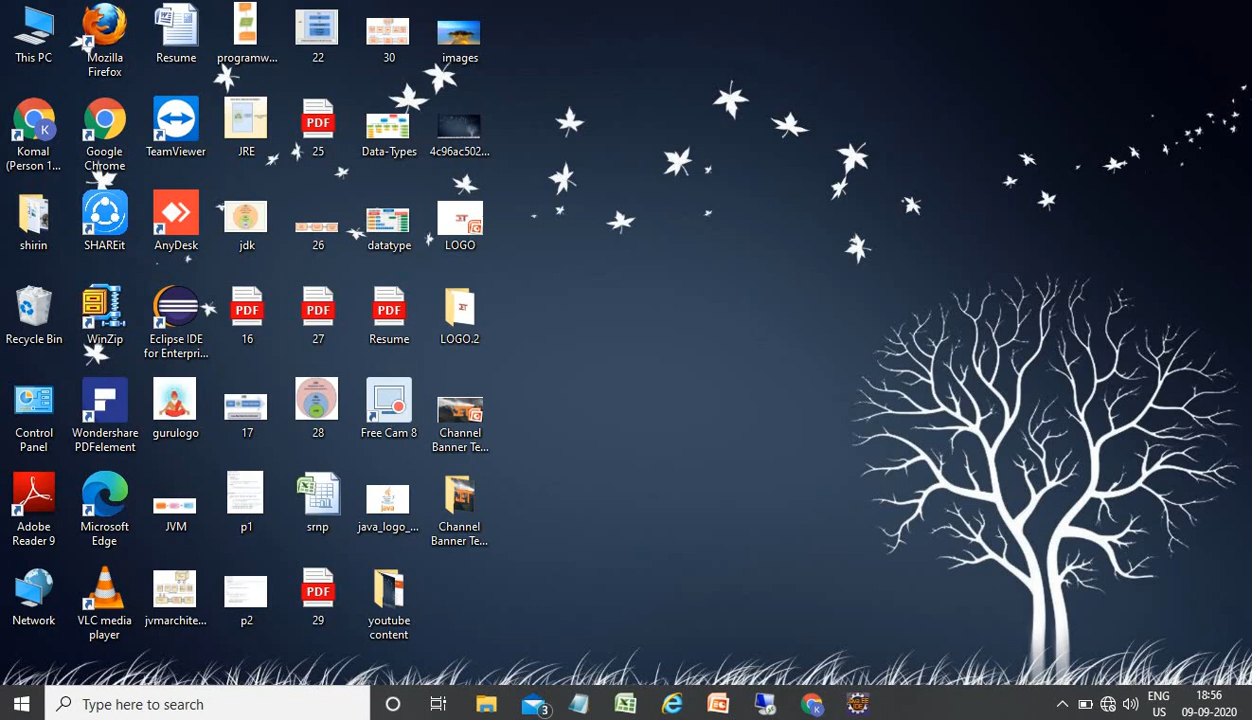 This PC
Mozilla
Firefox
Resume
programw...
22
30
images
K
Komal
(Person 1...
Google
Chrome
TeamViewer
JRE
PDF
25
Data-Types
4c96ac502...
shirin
SHAREit
AnyDesk
jdk
26
datatype
LOGO
Recycle Bin
WinZip
Eclipse IDE
for Enterpri...
PDF
16
PDF
27
PDF
Resume
LOGO.2
Control
Panel
Wondershare
PDFelement
gurulogo
17
28
Free Cam 8
Channel
Banner Te...
Adobe
Reader 9
Microsoft
Edge
JVM
p1
srnp
java_logo_...
Channel
Banner Te...
Network
VLC media
player
jvmarchite...
p2
PDF
29
youtube
content
Type here to search
3
ENG
US
18:56
09-09-2020